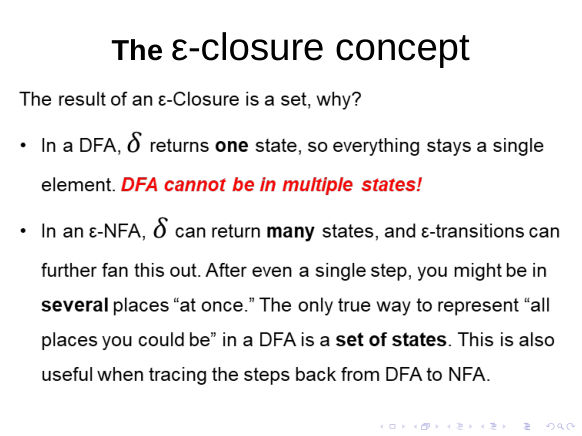 The ε-closure concept
The result of an ε-Closure is a set, why?
• In a DFA, δ returns one state, so everything stays a single
element. DFA cannot be in multiple states!
• In an ε-NFA, δ can return many states, and ε-transitions can
further fan this out. After even a single step, you might be in
several places “at once.” The only true way to represent “all
places you could be” in a DFA is a set of states. This is also
useful when tracing the steps back from DFA to NFA.